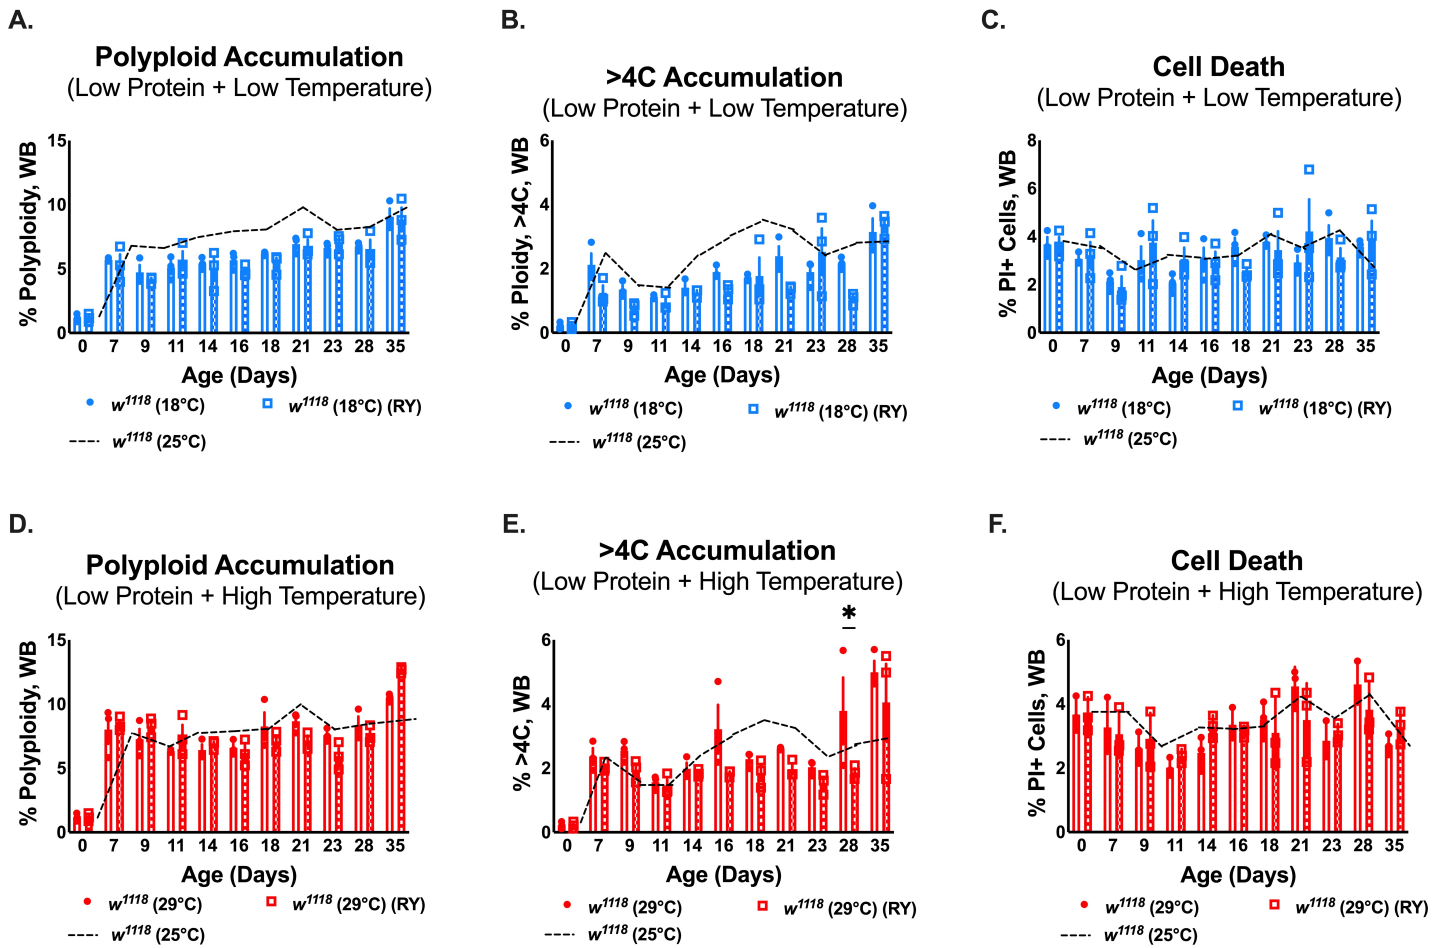 A.
Polyploid Accumulation
(Low Protein + Low Temperature)
% Polyploidy, WB
15
10
5
0
0 7 9 11 14 16 18 21 23 28 35
Age (Days)
w1118 (18°C)
w1118 (18°C) (RY)
w1118 (25°C)
B.
>4C Accumulation
(Low Protein + Low Temperature)
% Ploidy, >4C, WB
6
4
2
0
0 7 9 11 14 16 18 21 23 28 35
Age (Days)
w1118 (18°C)
w1118 (18°C) (RY)
w1118 (25°C)
C.
Cell Death
(Low Protein + Low Temperature)
% PI+ Cells, WB
8
6
4
2
0
0 7 9 11 14 16 18 21 23 28 35
Age (Days)
w1118 (18°C)
w1118 (18°C) (RY)
w1118 (25°C)
D.
Polyploid Accumulation
(Low Protein + High Temperature)
% Polyploidy, WB
15
10
5
0
0 7 9 11 14 16 18 21 23 28 35
Age (Days)
w1118 (29°C)
w1118 (29°C) (RY)
w1118 (25°C)
E.
>4C Accumulation
(Low Protein + High Temperature)
*
% >4C, WB
6
4
2
0
0 7 9 11 14 16 18 21 23 28 35
Age (Days)
w1118 (29°C)
w1118 (29°C) (RY)
w1118 (25°C)
F.
Cell Death
(Low Protein + High Temperature)
% PI+ Cells, WB
6
4
2
0
0 7 9 11 14 16 18 21 23 28 35
Age (Days)
w1118 (29°C)
w1118 (29°C) (RY)
w1118 (25°C)